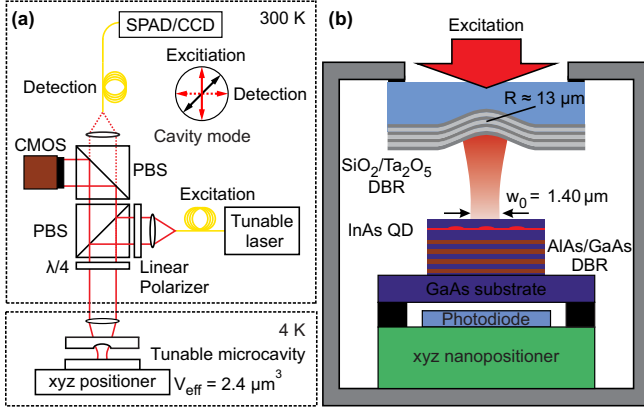 (a)
SPAD/CCD
300 K
Excitiation
Detection
Detection
Cavity mode
CMOS
PBS
Excitation
PBS
Tunable
laser
λ/4
Linear
Polarizer
4 K
Tunable microcavity
xyz positioner
V_eff = 2.4 μm³
(b)
Excitation
R ≈ 13 μm
SiO₂/Ta₂O₅
DBR
w₀ = 1.40 μm
InAs QD
AlAs/GaAs
DBR
GaAs substrate
Photodiode
xyz nanopositioner